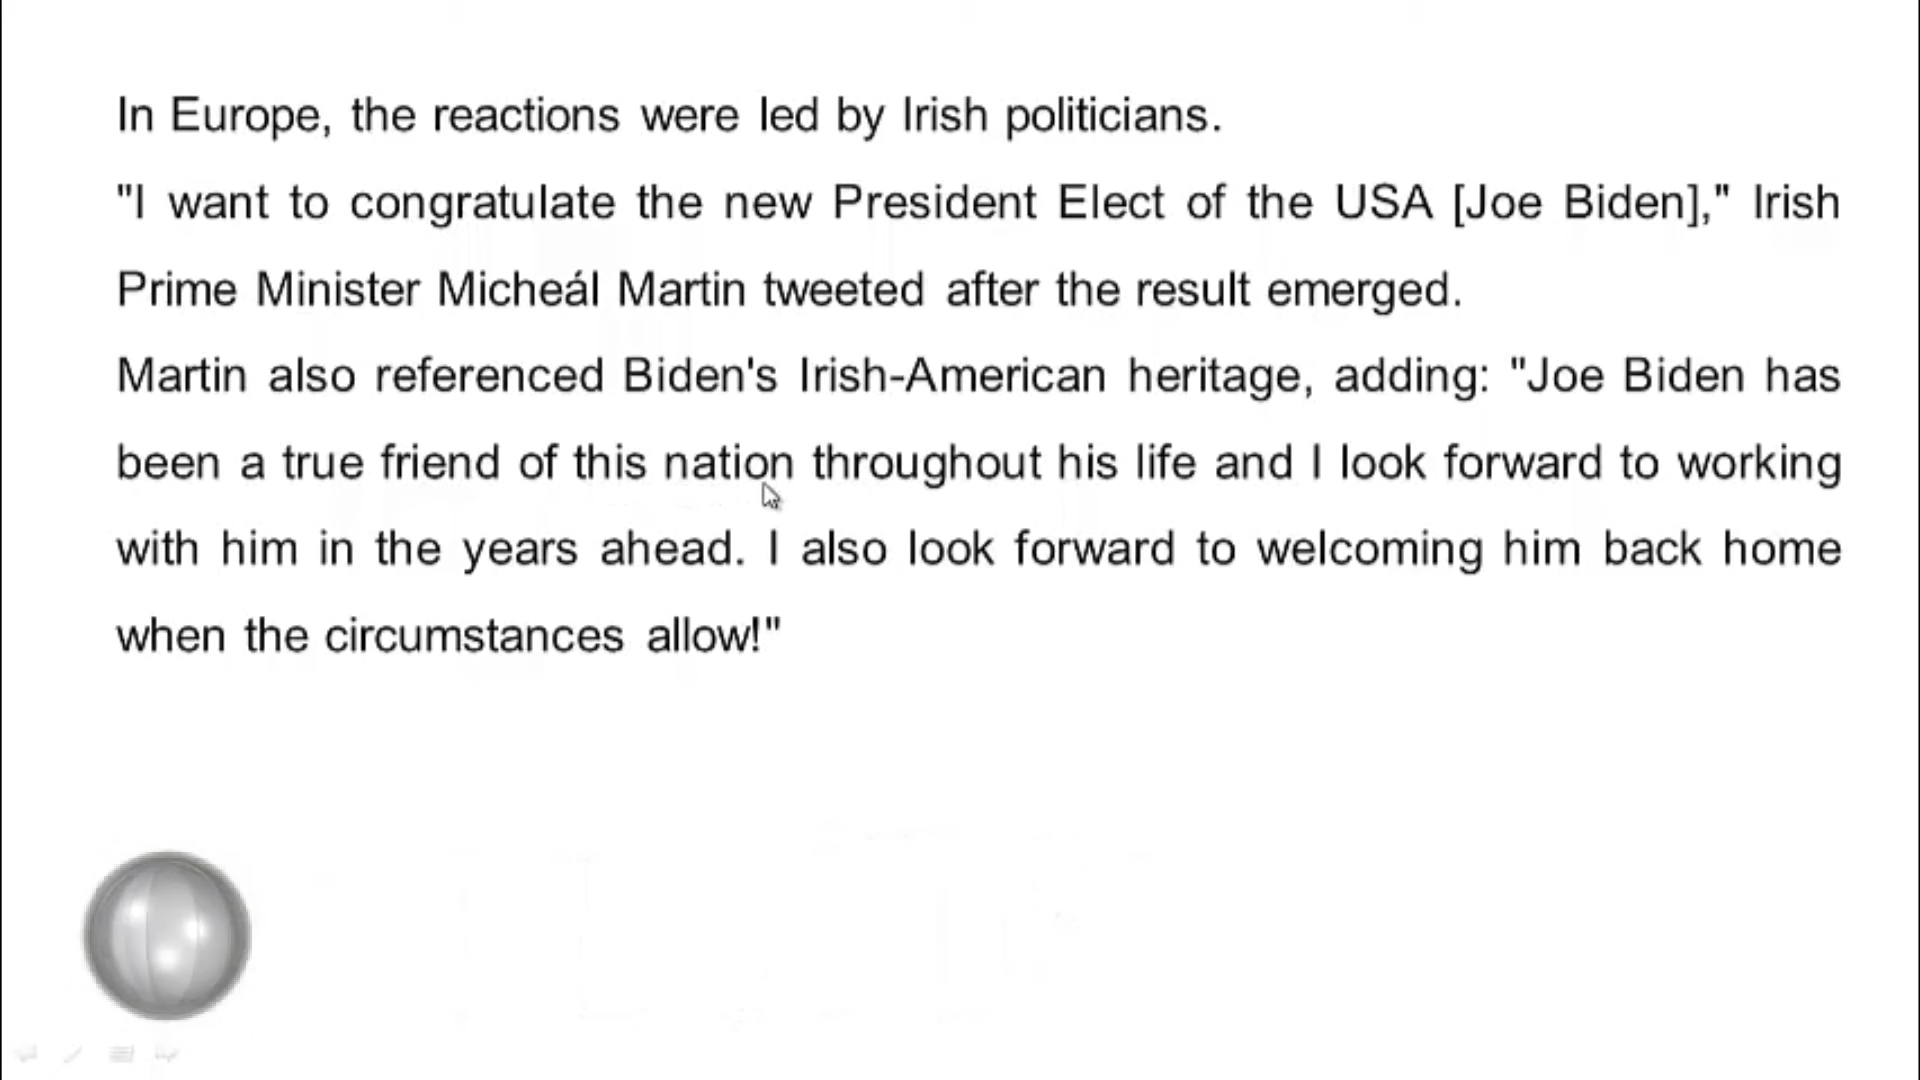 In Europe, the reactions were led by Irish politicians.
"I want to congratulate the new President Elect of the USA [Joe Biden]," Irish
Prime Minister Micheál Martin tweeted after the result emerged.
Martin also referenced Biden's Irish-American heritage, adding: "Joe Biden has
been a true friend of this nation throughout his life and I look forward to working
with him in the years ahead. I also look forward to welcoming him back home
when the circumstances allow!"